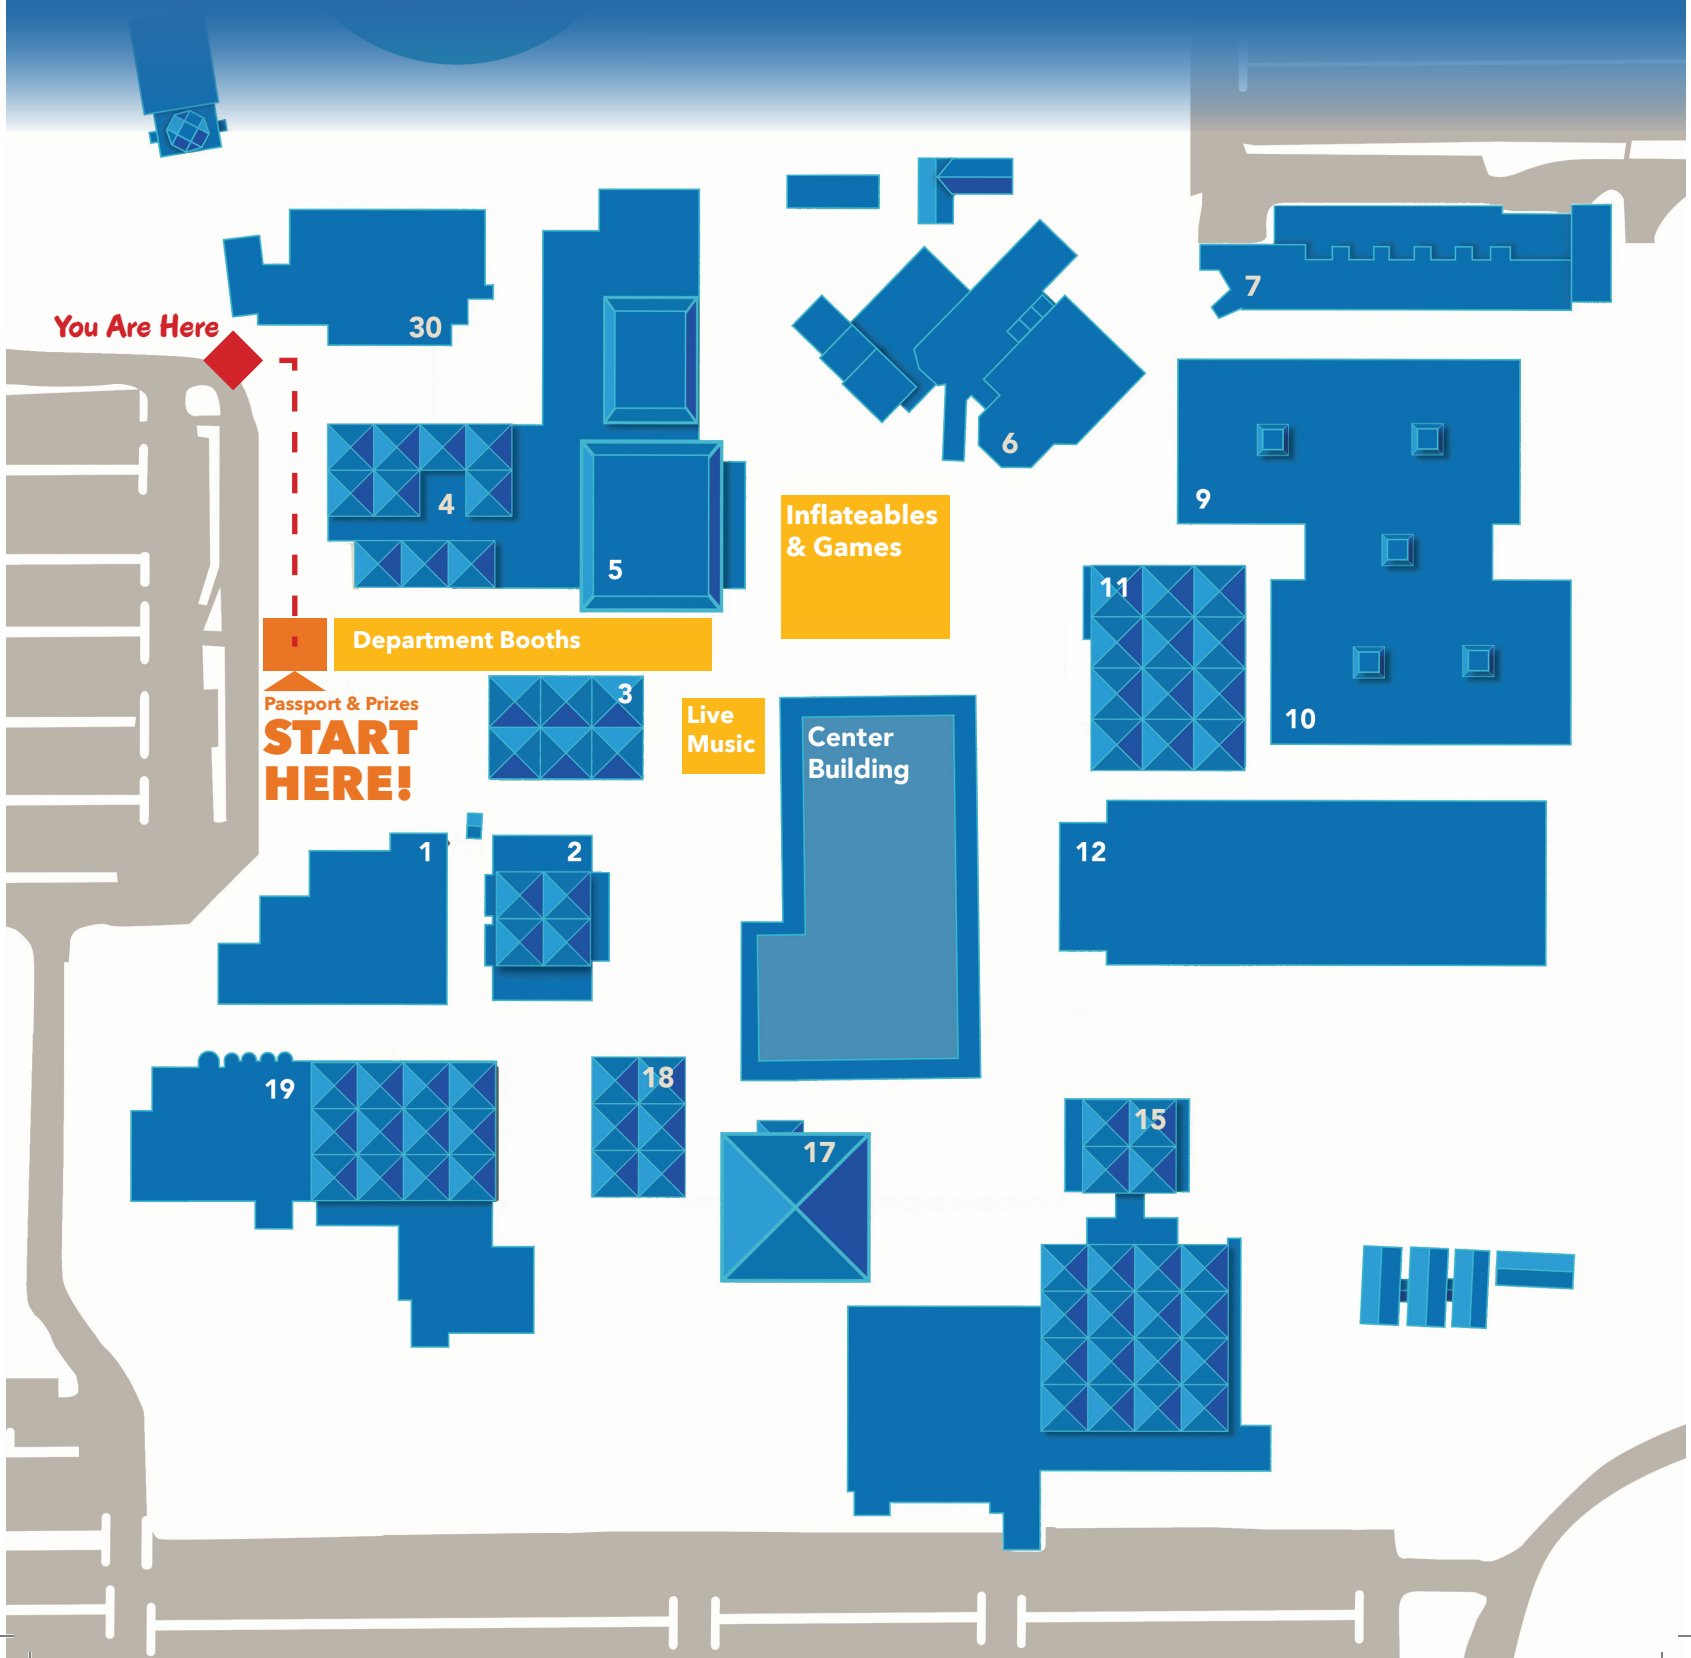 You Are Here
30
7
6
4
5
9
Inflateables
& Games
11
Department Booths
3
Passport & Prizes
START
HERE!
Live
Music
Center
Building
10
1
2
12
19
18
17
15